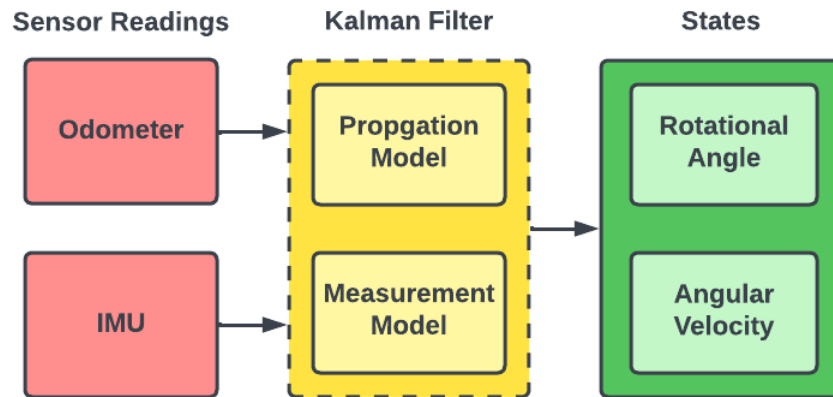 Sensor Readings
Kalman Filter
States
Odometer
Propgation
Model
Rotational
Angle
IMU
Measurement
Model
Angular
Velocity